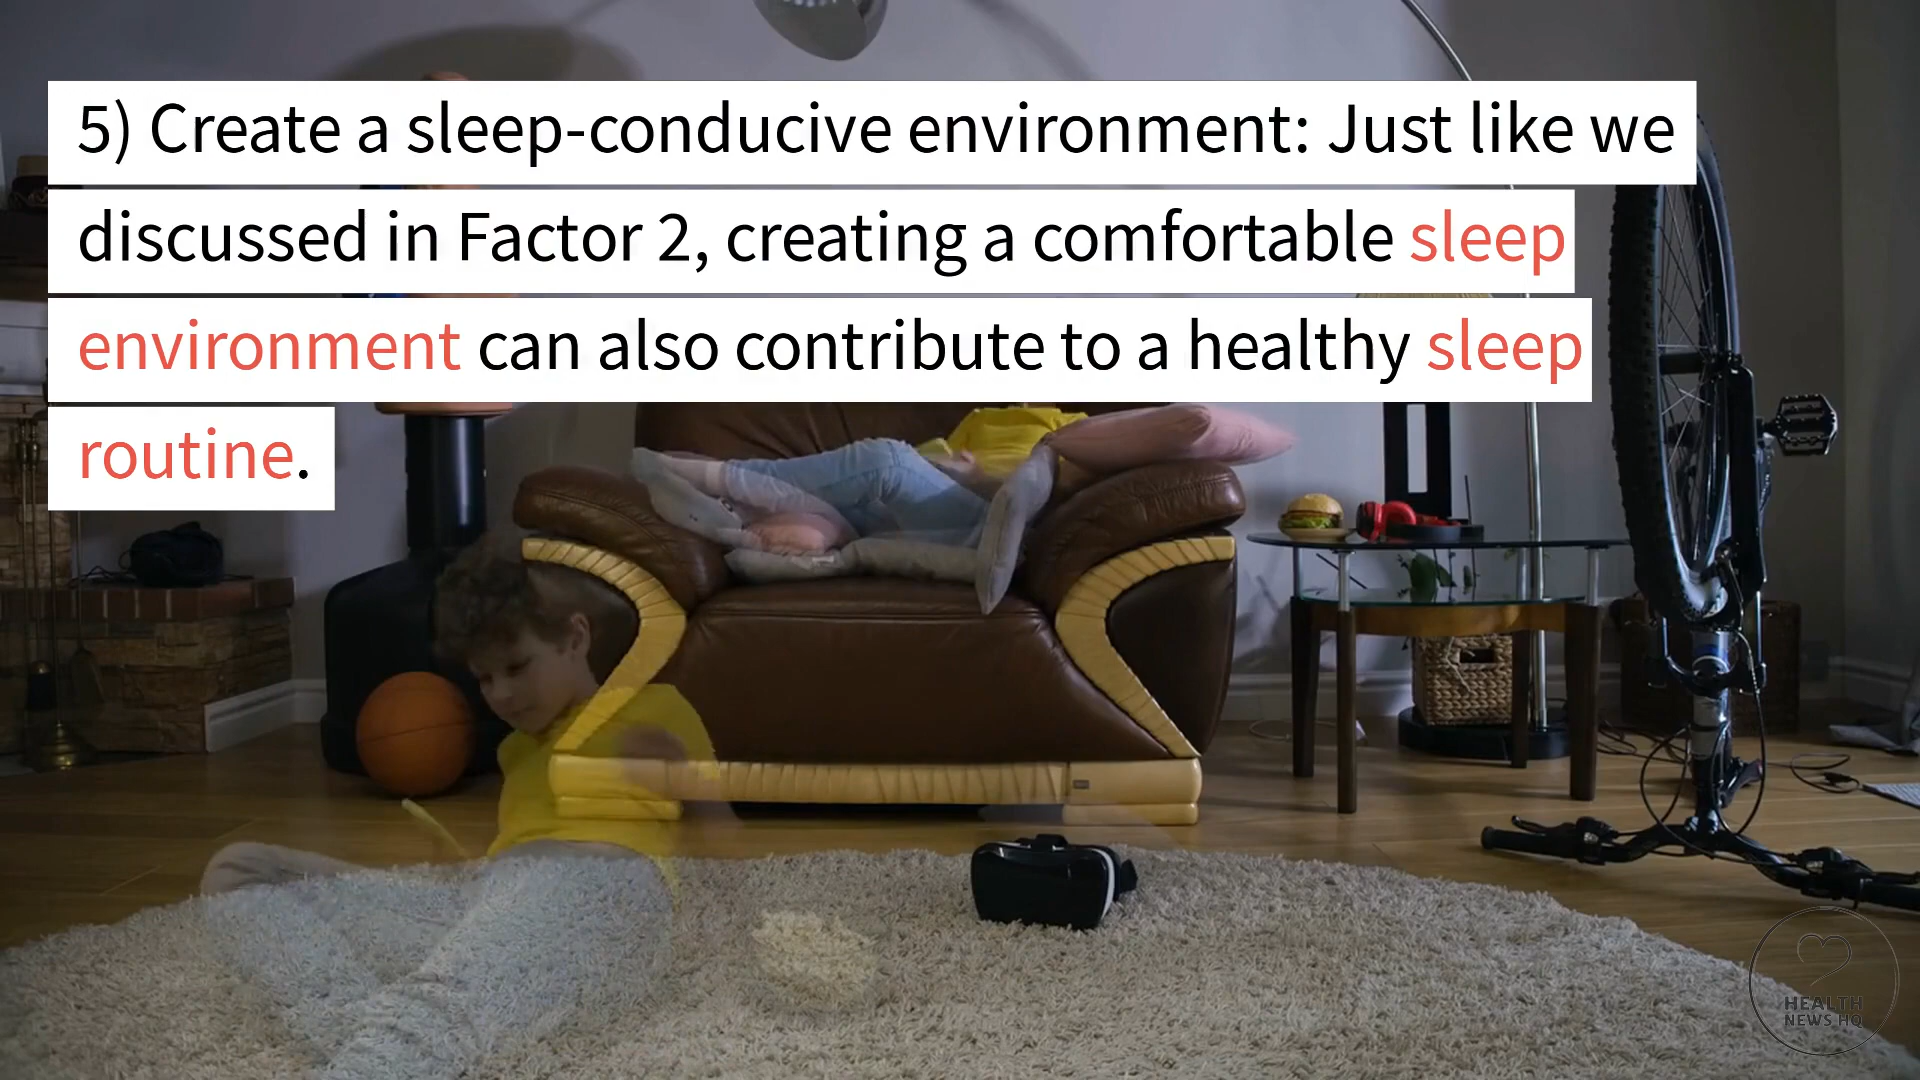 5) Create a sleep-conducive environment: Just like we
discussed in Factor 2, creating a comfortable sleep
environment can also contribute to a healthy sleep
routine.
HEALTH
NEWS HQ